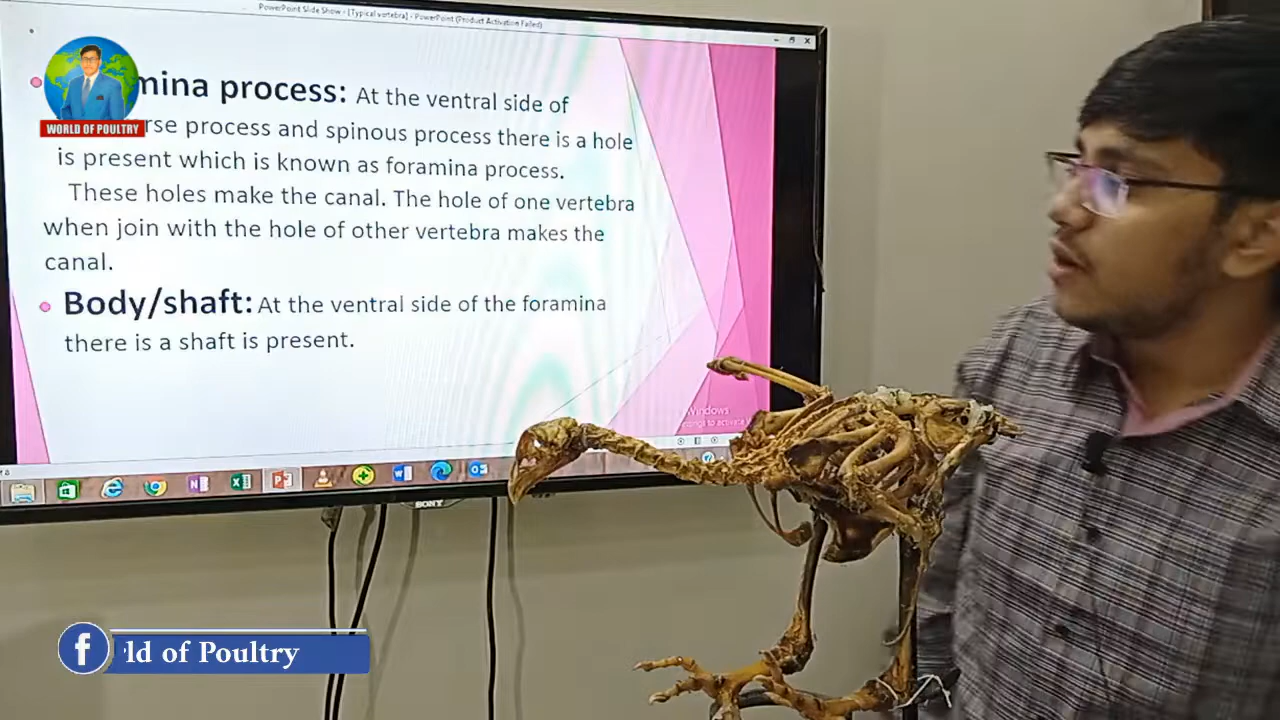 PowerPoint Slide Show - [Typical vertebra] - PowerPoint (Product Activation Failed)
mina process: At the ventral side of
rse process and spinous process there is a hole
is present which is known as foramina process.
These holes make the canal. The hole of one vertebra
when join with the hole of other vertebra makes the
canal.
Body/shaft: At the ventral side of the foramina
there is a shaft is present.
WORLD OF POULTRY
Windows
SONY
f
ld of Poultry